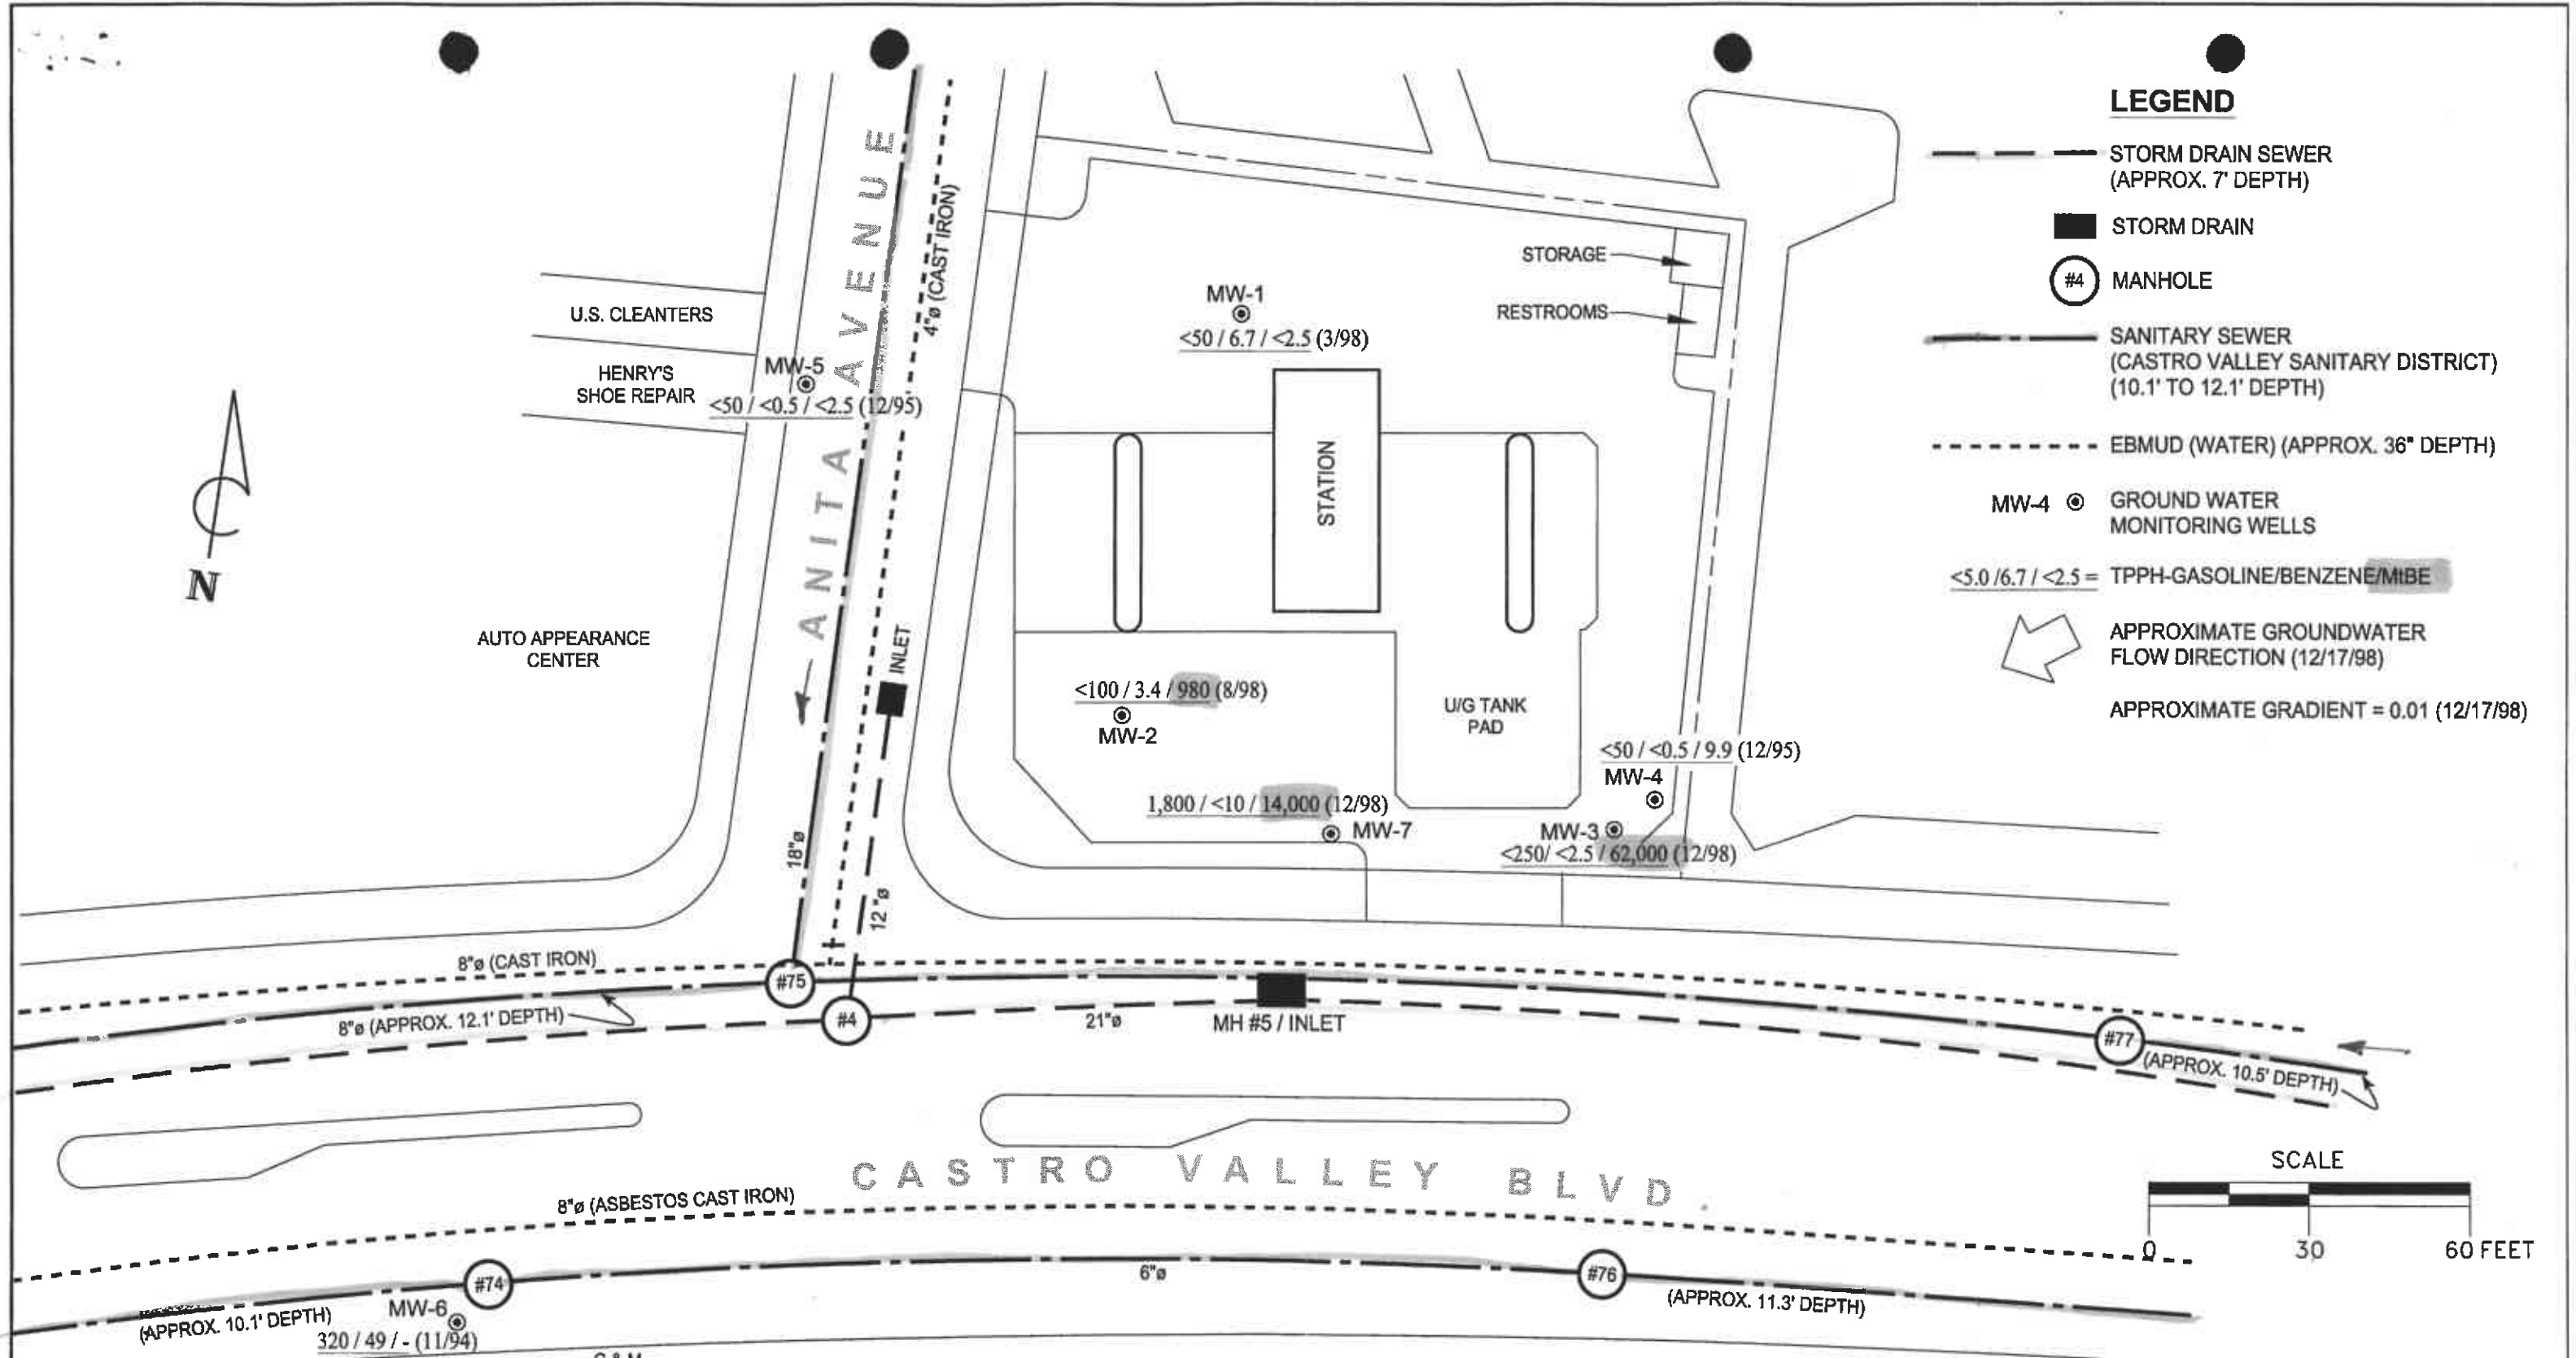 LEGEND
STORM DRAIN SEWER
(APPROX. 7' DEPTH)
STORM DRAIN
#4
MANHOLE
SANITARY SEWER
(CASTRO VALLEY SANITARY DISTRICT)
(10.1' TO 12.1' DEPTH)
EBMUD (WATER) (APPROX. 36" DEPTH)
MW-4
GROUND WATER
MONITORING WELLS
<5.0 /6.7 / <2.5 = TPPH-GASOLINE/BENZENE/MtBE
APPROXIMATE GROUNDWATER
FLOW DIRECTION (12/17/98)
APPROXIMATE GRADIENT = 0.01 (12/17/98)
ANITA AVENUE
4"ø (CAST IRON)
STORAGE
RESTROOMS
MW-1
<50 / 6.7 / <2.5 (3/98)
U.S. CLEANTERS
HENRY'S
SHOE REPAIR
MW-5
<50 / <0.5 / <2.5 (12/95)
STATION
N
AUTO APPEARANCE
CENTER
INLET
<100 / 3.4 / 980 (8/98)
MW-2
U/G TANK
PAD
<50 / <0.5 / 9.9 (12/95)
MW-4
1,800 / <10 / 14,000 (12/98)
MW-7
MW-3
<250/ <2.5 / 62,000 (12/98)
18"ø
12 "ø
8"ø (CAST IRON)
#75
8"ø (APPROX. 12.1' DEPTH)
#4
21"ø
MH #5 / INLET
#77
(APPROX. 10.5' DEPTH)
CASTRO VALLEY BLVD
SCALE
0 30 60 FEET
8"ø (ASBESTOS CAST IRON)
#74
6"ø
#76
(APPROX. 11.3' DEPTH)
(APPROX. 10.1' DEPTH)
MW-6
320 / 49 / - (11/94)